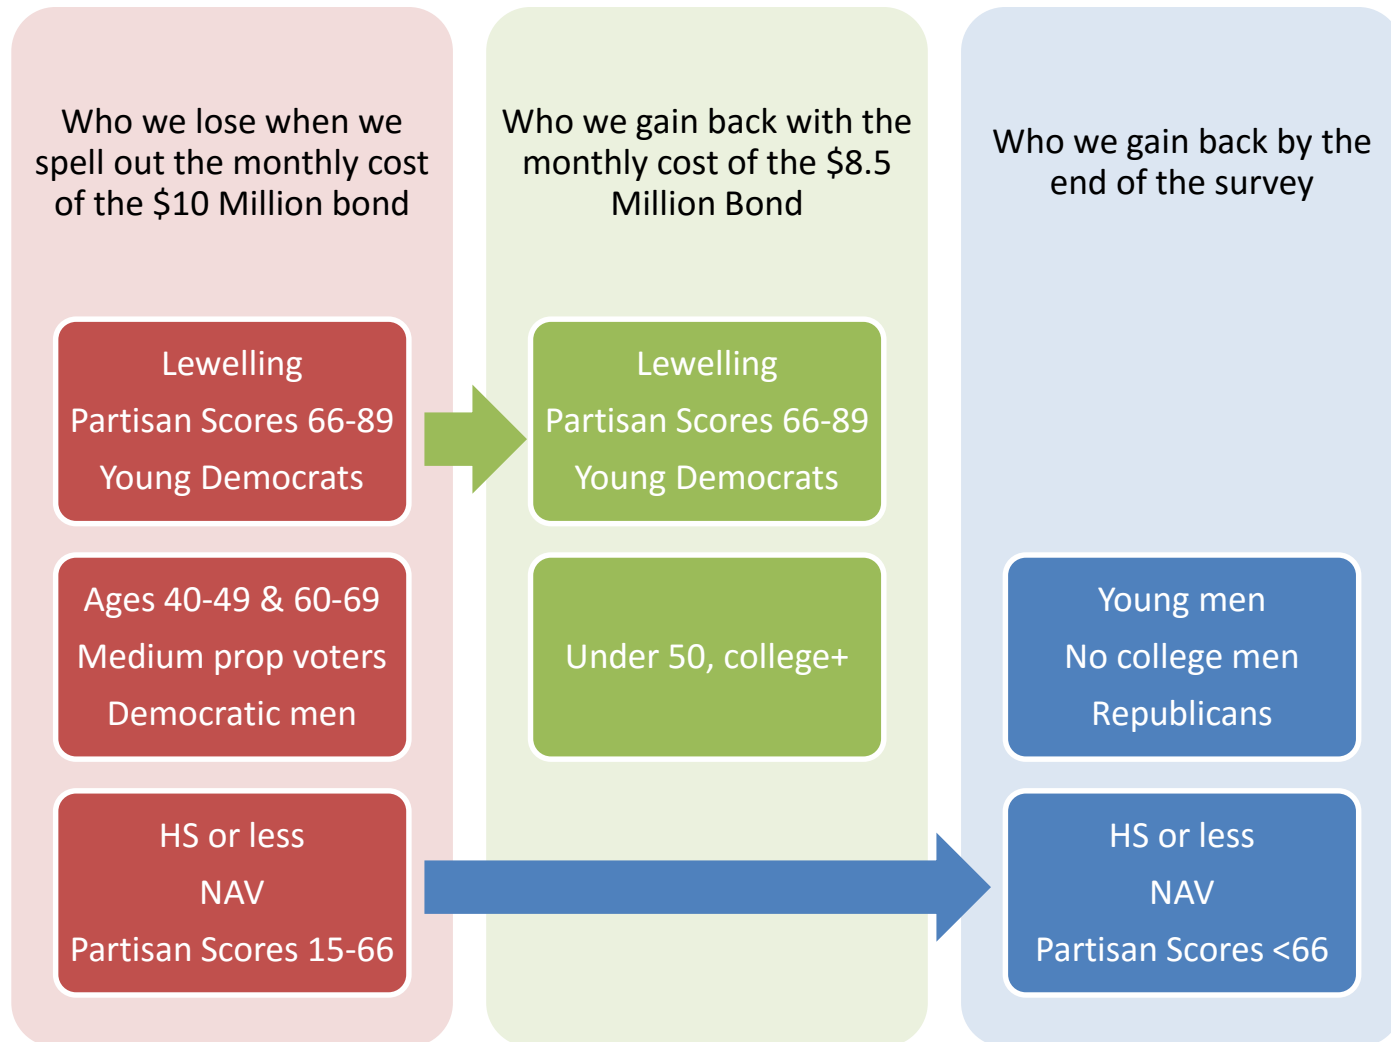 Who we lose when we
spell out the monthly cost
of the $10 Million bond
Lewelling
Partisan Scores 66-89
Young Democrats
Ages 40-49 & 60-69
Medium prop voters
Democratic men
HS or less
NAV
Partisan Scores 15-66
Who we gain back with the
monthly cost of the $8.5
Million Bond
Lewelling
Partisan Scores 66-89
Young Democrats
Under 50, college+
Who we gain back by the
end of the survey
Young men
No college men
Republicans
HS or less
NAV
Partisan Scores <66